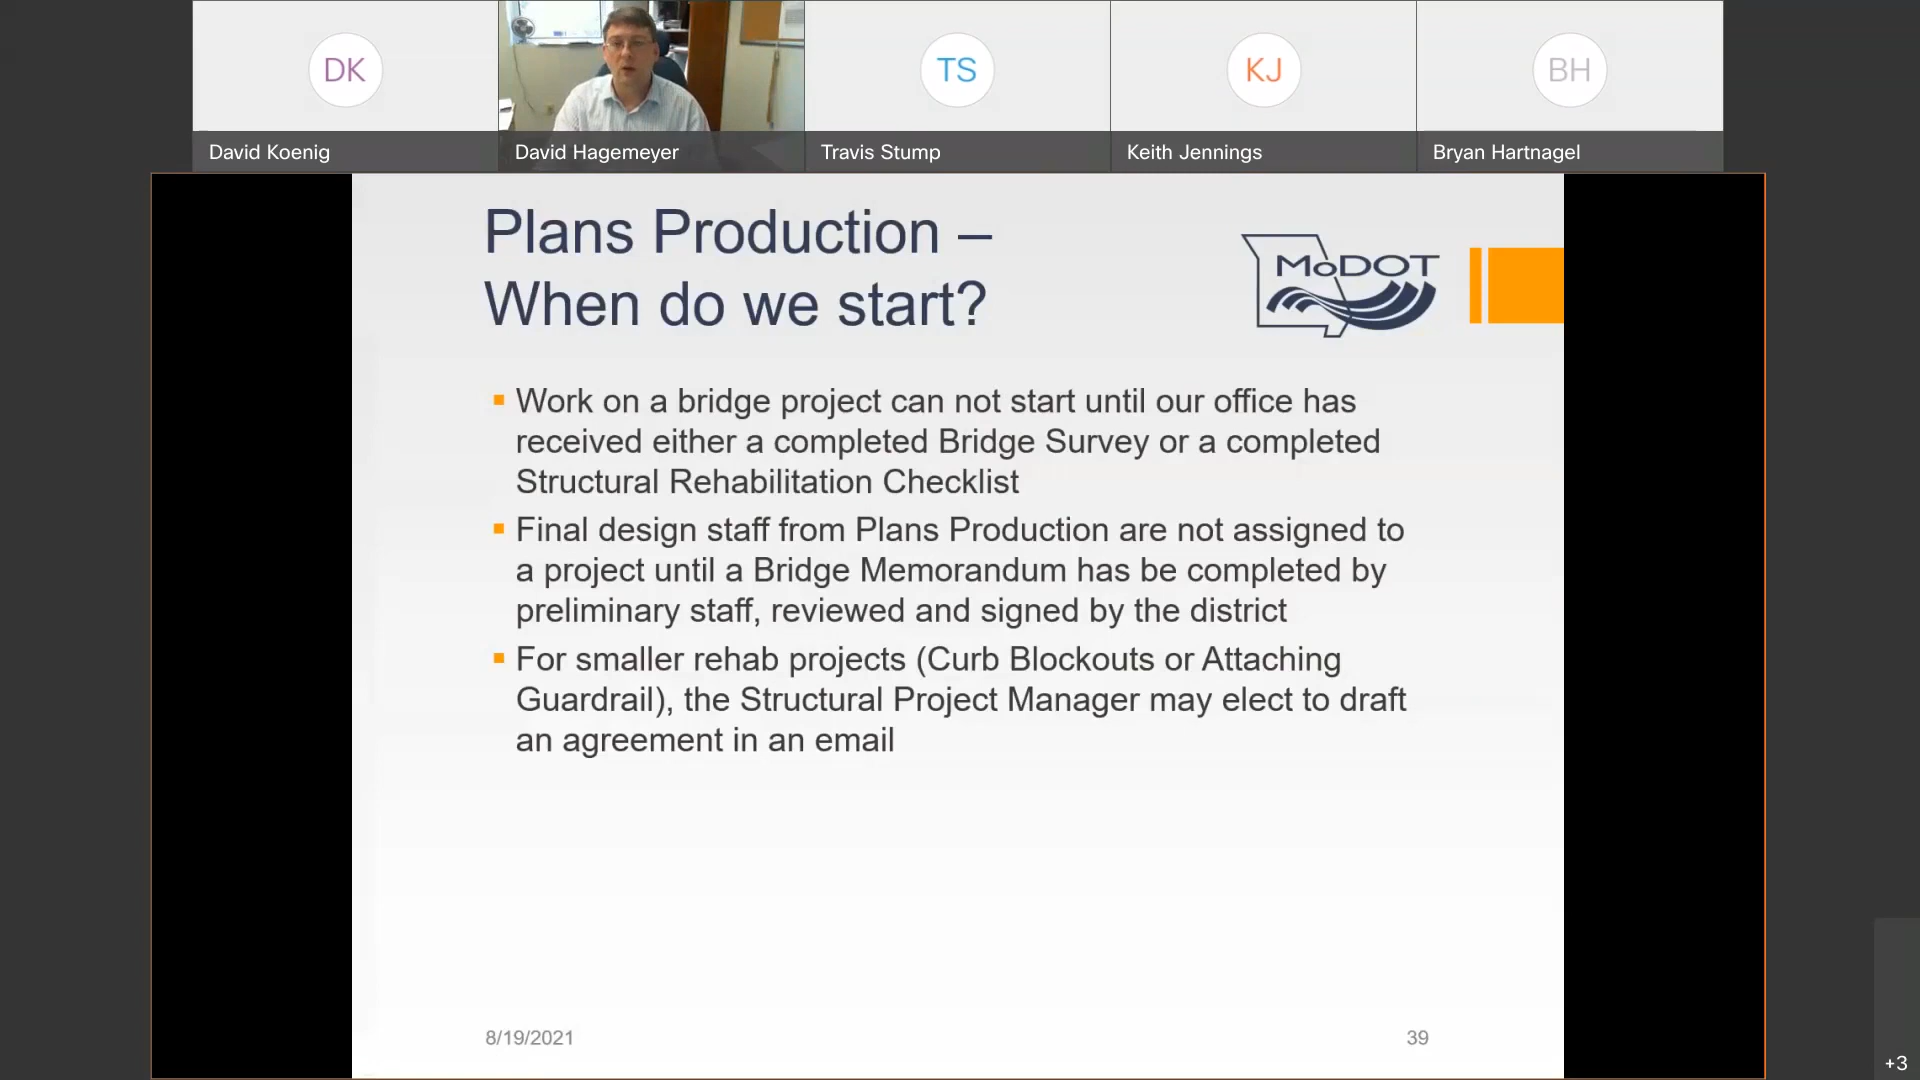 DK
TS
KJ
BH
David Koenig
David Hagemeyer
Travis Stump
Keith Jennings
Bryan Hartnagel
Plans Production –
When do we start?
MoDOT
Work on a bridge project can not start until our office has
received either a completed Bridge Survey or a completed
Structural Rehabilitation Checklist
Final design staff from Plans Production are not assigned to
a project until a Bridge Memorandum has be completed by
preliminary staff, reviewed and signed by the district
For smaller rehab projects (Curb Blockouts or Attaching
Guardrail), the Structural Project Manager may elect to draft
an agreement in an email
8/19/2021
39
+3